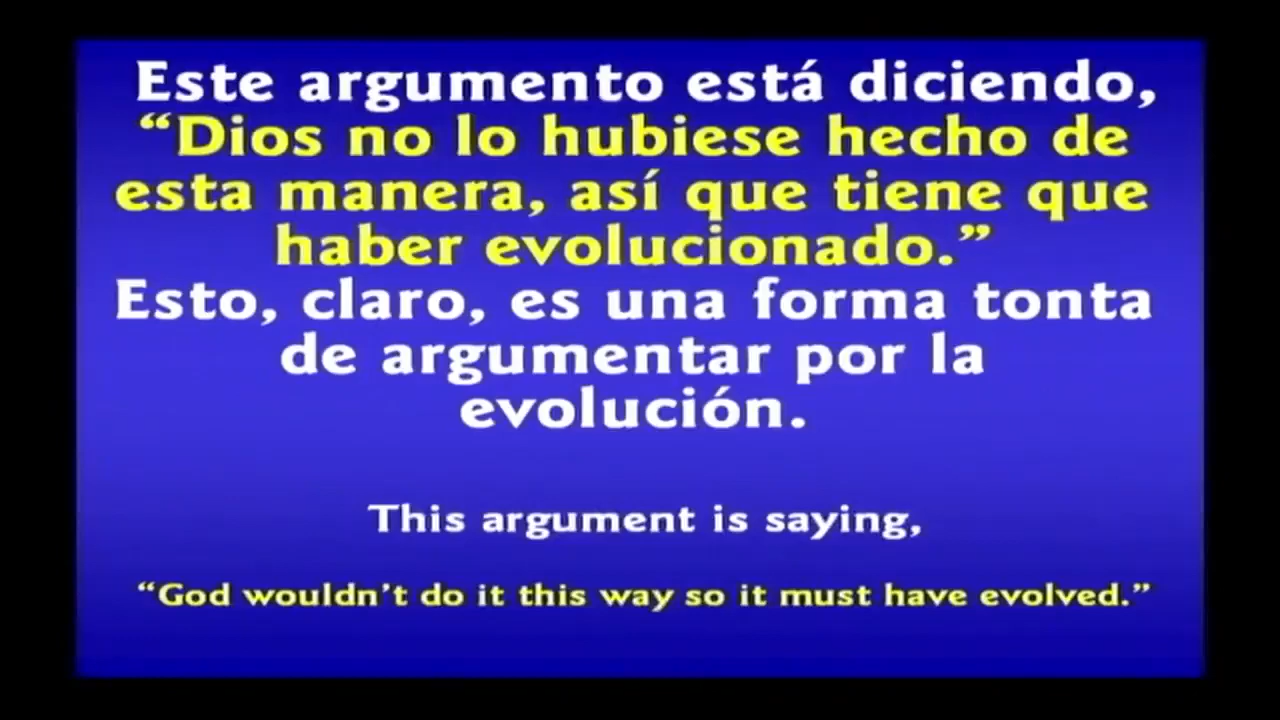 Este argumento está diciendo,
“Dios no lo hubiese hecho de
esta manera, así que tiene que
haber evolucionado.”
Esto, claro, es una forma tonta
de argumentar por la
evolución.
This argument is saying,
“God wouldn’t do it this way so it must have evolved.”